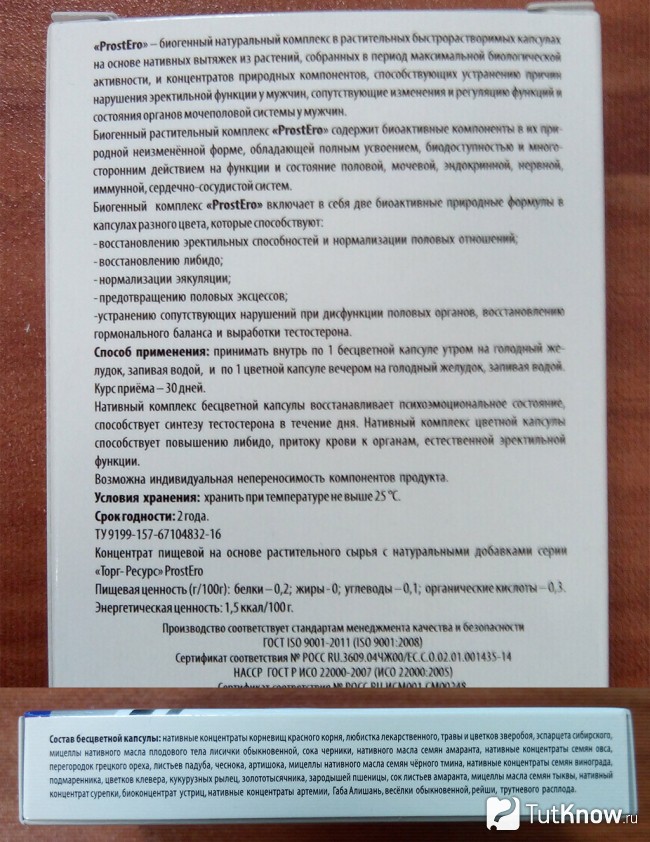 «ProstEro» – биогенный натуральный комплекс в растительных быстрорастворимых капсулах
на основе нативных вытяжек из растений, собранных в период максимальной биологической
активности, и концентратов природных компонентов, способствующих устранению причин
нарушения эректильной функции у мужчин, сопутствующие изменения и регуляцию функций и
состояния органов мочеполовой системы у мужчин.
Биогенный растительный комплекс «ProstEro» содержит биоактивные компоненты в их при-
родной неизменённой форме, обладающей полным усвоением, биодоступностью и много-
сторонним действием на функции и состояние половой, мочевой, эндокринной, нервной,
иммунной, сердечно-сосудистой систем.
Биогенный комплекс «ProstEro» включает в себя две биоактивные природные формулы в
капсулах разного цвета, которые способствуют:
- восстановлению эректильных способностей и нормализации половых отношений;
- восстановлению либидо;
- нормализации эякуляции;
- предотвращению половых эксцессов;
-устранению сопутствующих нарушений при дисфункции половых органов, восстановлению
гормонального баланса и выработки тестостерона.
Способ применения: принимать внутрь по 1 бесцветной капсуле утром на голодный же-
лудок, запивая водой, и по 1 цветной капсуле вечером на голодный желудок, запивая водой.
Курс приёма – 30 дней.
Нативный комплекс бесцветной капсулы восстанавливает психоэмоциональное состояние,
способствует синтезу тестостерона в течение дня. Нативный комплекс цветной капсулы
способствует повышению либидо, притоку крови к органам, естественной эректильной
функции.
Возможна индивидуальная непереносимость компонентов продукта.
Условия хранения: хранить при температуре не выше 25 °С.
Срок годности: 2 года.
ТУ 9199-157-67104832-16
Концентрат пищевой на основе растительного сырья с натуральными добавками серии
«Торг- Ресурс» ProstEro
Пищевая ценность (г/100г): белки – 0,2; жиры - 0; углеводы – 0,1; органические кислоты – 0,3.
Энергетическая ценность: 1,5 ккал/100 г.
Производство соответствует стандартам менеджмента качества и безопасности
ГОСТ ISO 9001-2011 (ISO 9001:2008)
Сертификат соответствия № РОСС RU.3609.04ЧЖ00/ЕС.С.0.02.01.001435-14
НАССР ГОСТ Р ИСО 22000-2007 (ИСО 22000:2005)
Сертификат соответствия № РОСС RU.ИСМ001.СМ00248
Состав бесцветной капсулы: нативные концентраты корневищ красного корня, любистка лекарственного, травы и цветков зверобоя, эспарцета сибирского,
мицеллы нативного масла плодового тела лисички обыкновенной, сока черники, нативного масла семян амаранта, нативные концентраты семян овса,
перегородок грецкого ореха, листьев падуба, чеснока, артишока, мицеллы нативного масла семян чёрного тмина, нативные концентраты семян винограда,
подмаренника, цветков клевера, кукурузных рылец, золототысячника, зародышей пшеницы, сок листьев амаранта, мицеллы масла семян тыквы, нативный
концентрат сурепки, биоконцентрат устриц, нативные концентраты артемии, Габа Алишань, весёлки обыкновенной, рейши, трутневого расплода.
TutKnow.ru